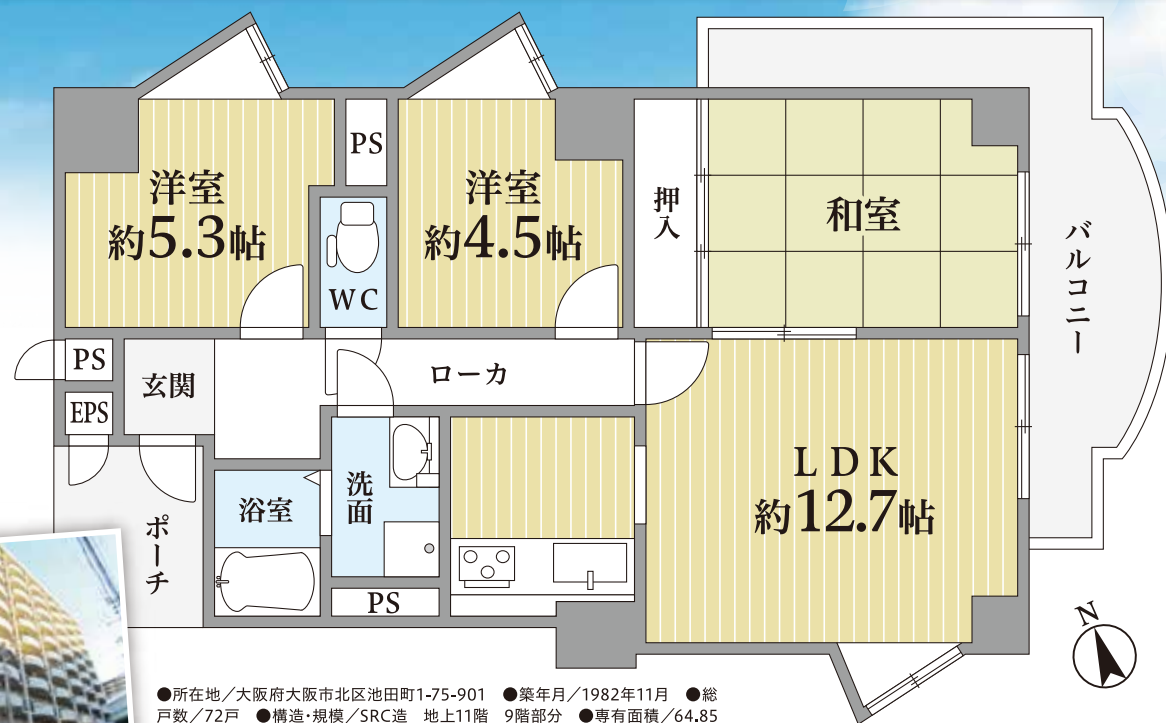 PS
洋室
約5.3帖
洋室
約4.5帖
押入
和室
バルコニー
WC
PS
玄関
ローカ
EPS
LDK
約12.7帖
浴室
洗面
ポーチ
PS
N
●所在地/大阪府大阪市北区池田町1-75-901 ●築年月/1982年11月 ●総
戸数/72戸 ●構造・規模/SRC造 地上11階 9階部分 ●専有面積/64.85